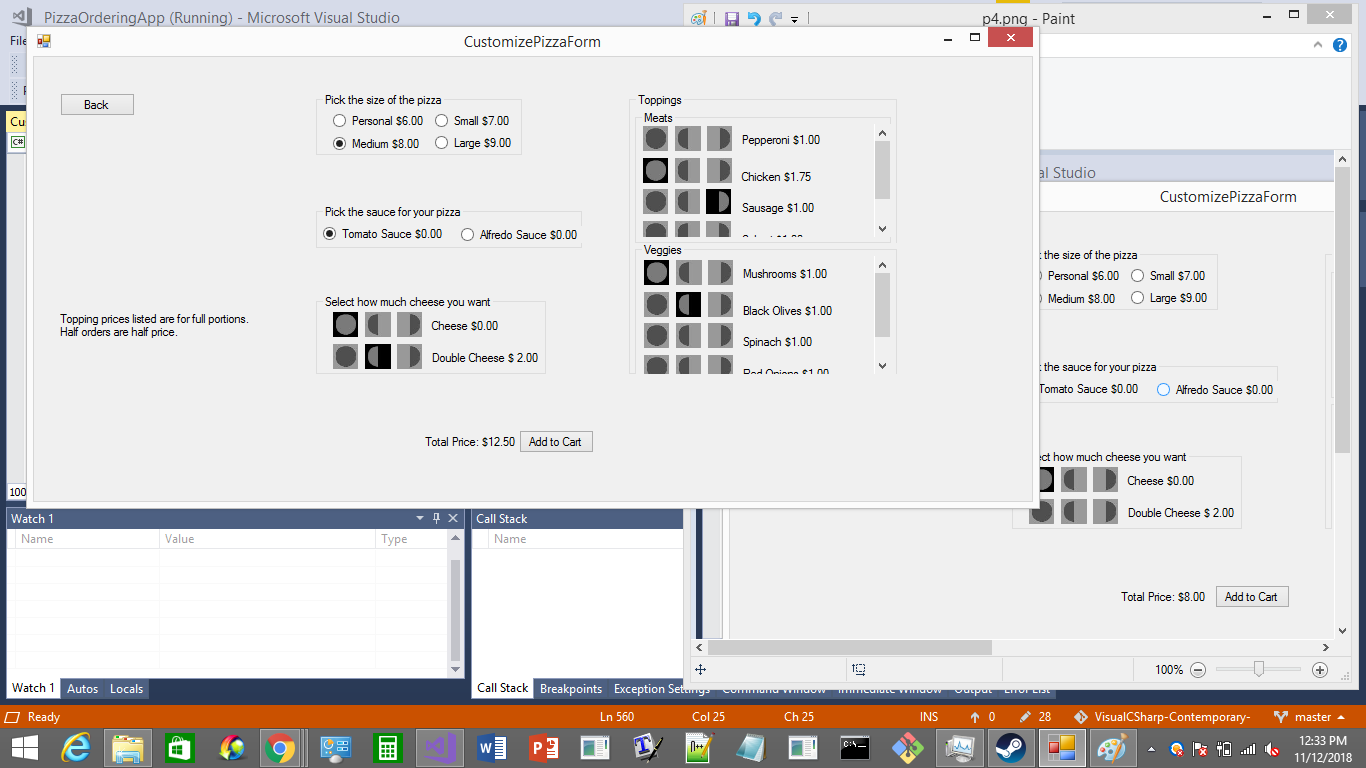 PizzaOrderingApp (Running) - Microsoft Visual Studio
p4.png - Paint
CustomizePizzaForm
Back
Pick the size of the pizza
Personal $6.00
Small $7.00
Medium $8.00
Large $9.00
Pick the sauce for your pizza
Tomato Sauce $0.00
Alfredo Sauce $0.00
Topping prices listed are for full portions.
Half orders are half price.
Select how much cheese you want
Cheese $0.00
Double Cheese $ 2.00
Toppings
Meats
Pepperoni $1.00
Chicken $1.75
Sausage $1.00
Veggies
Mushrooms $1.00
Black Olives $1.00
Spinach $1.00
Red Onions $1.00
Total Price: $12.50
Add to Cart
File
Cu
C#
100
al Studio
CustomizePizzaForm
the size of the pizza
Personal $6.00
Small $7.00
Medium $8.00
Large $9.00
the sauce for your pizza
Tomato Sauce $0.00
Alfredo Sauce $0.00
ect how much cheese you want
Cheese $0.00
Double Cheese $ 2.00
Total Price: $8.00
Add to Cart
100%
Watch 1
Name
Value
Type
Watch 1
Autos
Locals
Call Stack
Name
Call Stack
Breakpoints
Exception Settings
Command Window
Immediate Window
Output
Error List
Ready
Ln 560
Col 25
Ch 25
INS
0
28
VisualCSharp-Contemporary-
master
12:33 PM
11/12/2018